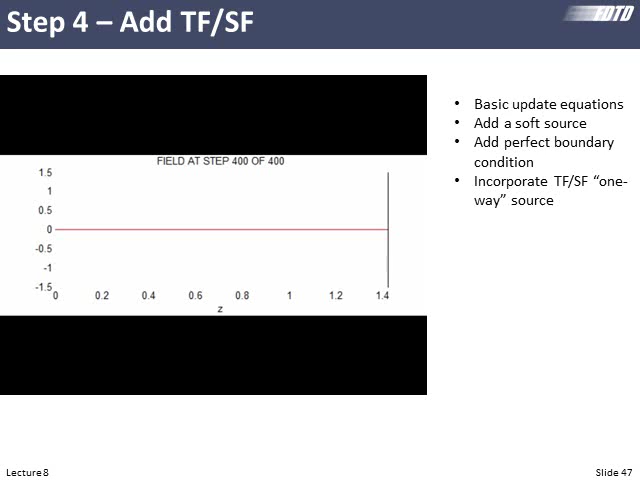 Step 4 – Add TF/SF
FDTD
• Basic update equations
• Add a soft source
• Add perfect boundary
condition
• Incorporate TF/SF “one-
way” source
FIELD AT STEP 400 OF 400
1.5
1
0.5
0
-0.5
-1
-1.5
0 0.2 0.4 0.6 0.8 1 1.2 1.4
z
Lecture 8
Slide 47